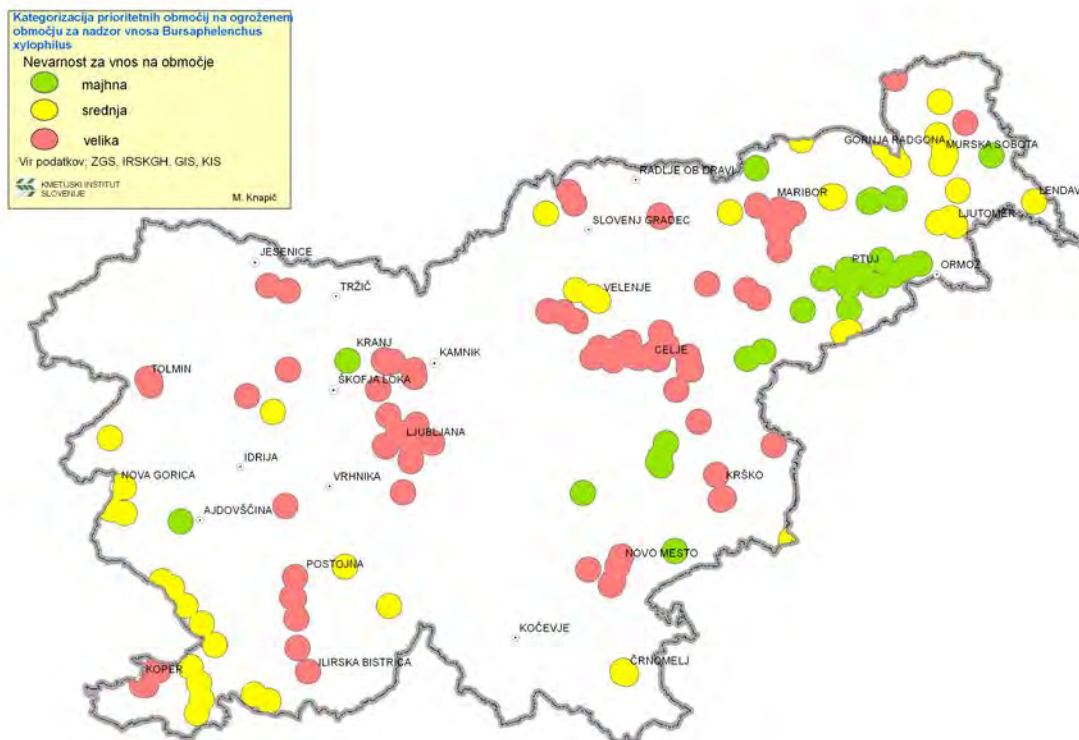 Kategorizacija prioritetnih območij na ogroženem
območju za nadzor vnosa Bursaphelenchus
xylophilus
Nevarnost za vnos na območje
majhna
srednja
velika
Vir podatkov; ZGS, IRSKGH, GIS, KIS
KMETIJSKI INŠTITUT
SLOVENIJE
M. Knapič
GORNJA RADGONA
MURSKA SOBOTA
RADLJE OB DRAVI
MARIBOR
LENDAV
SLOVENJ GRADEC
LJUTOMER
JESENICE
PTUJ
ORMOŽ
TRŽIČ
VELENJE
KRANJ
KAMNIK
CELJE
TOLMIN
ŠKOFJA LOKA
LJUBLJANA
IDRIJA
NOVA GORICA
VRHNIKA
KRŠKO
AJDOVŠČINA
NOVO MESTO
POSTOJNA
KOČEVJE
KOPER
ILIRSKA BISTRICA
ČRNOMELJ